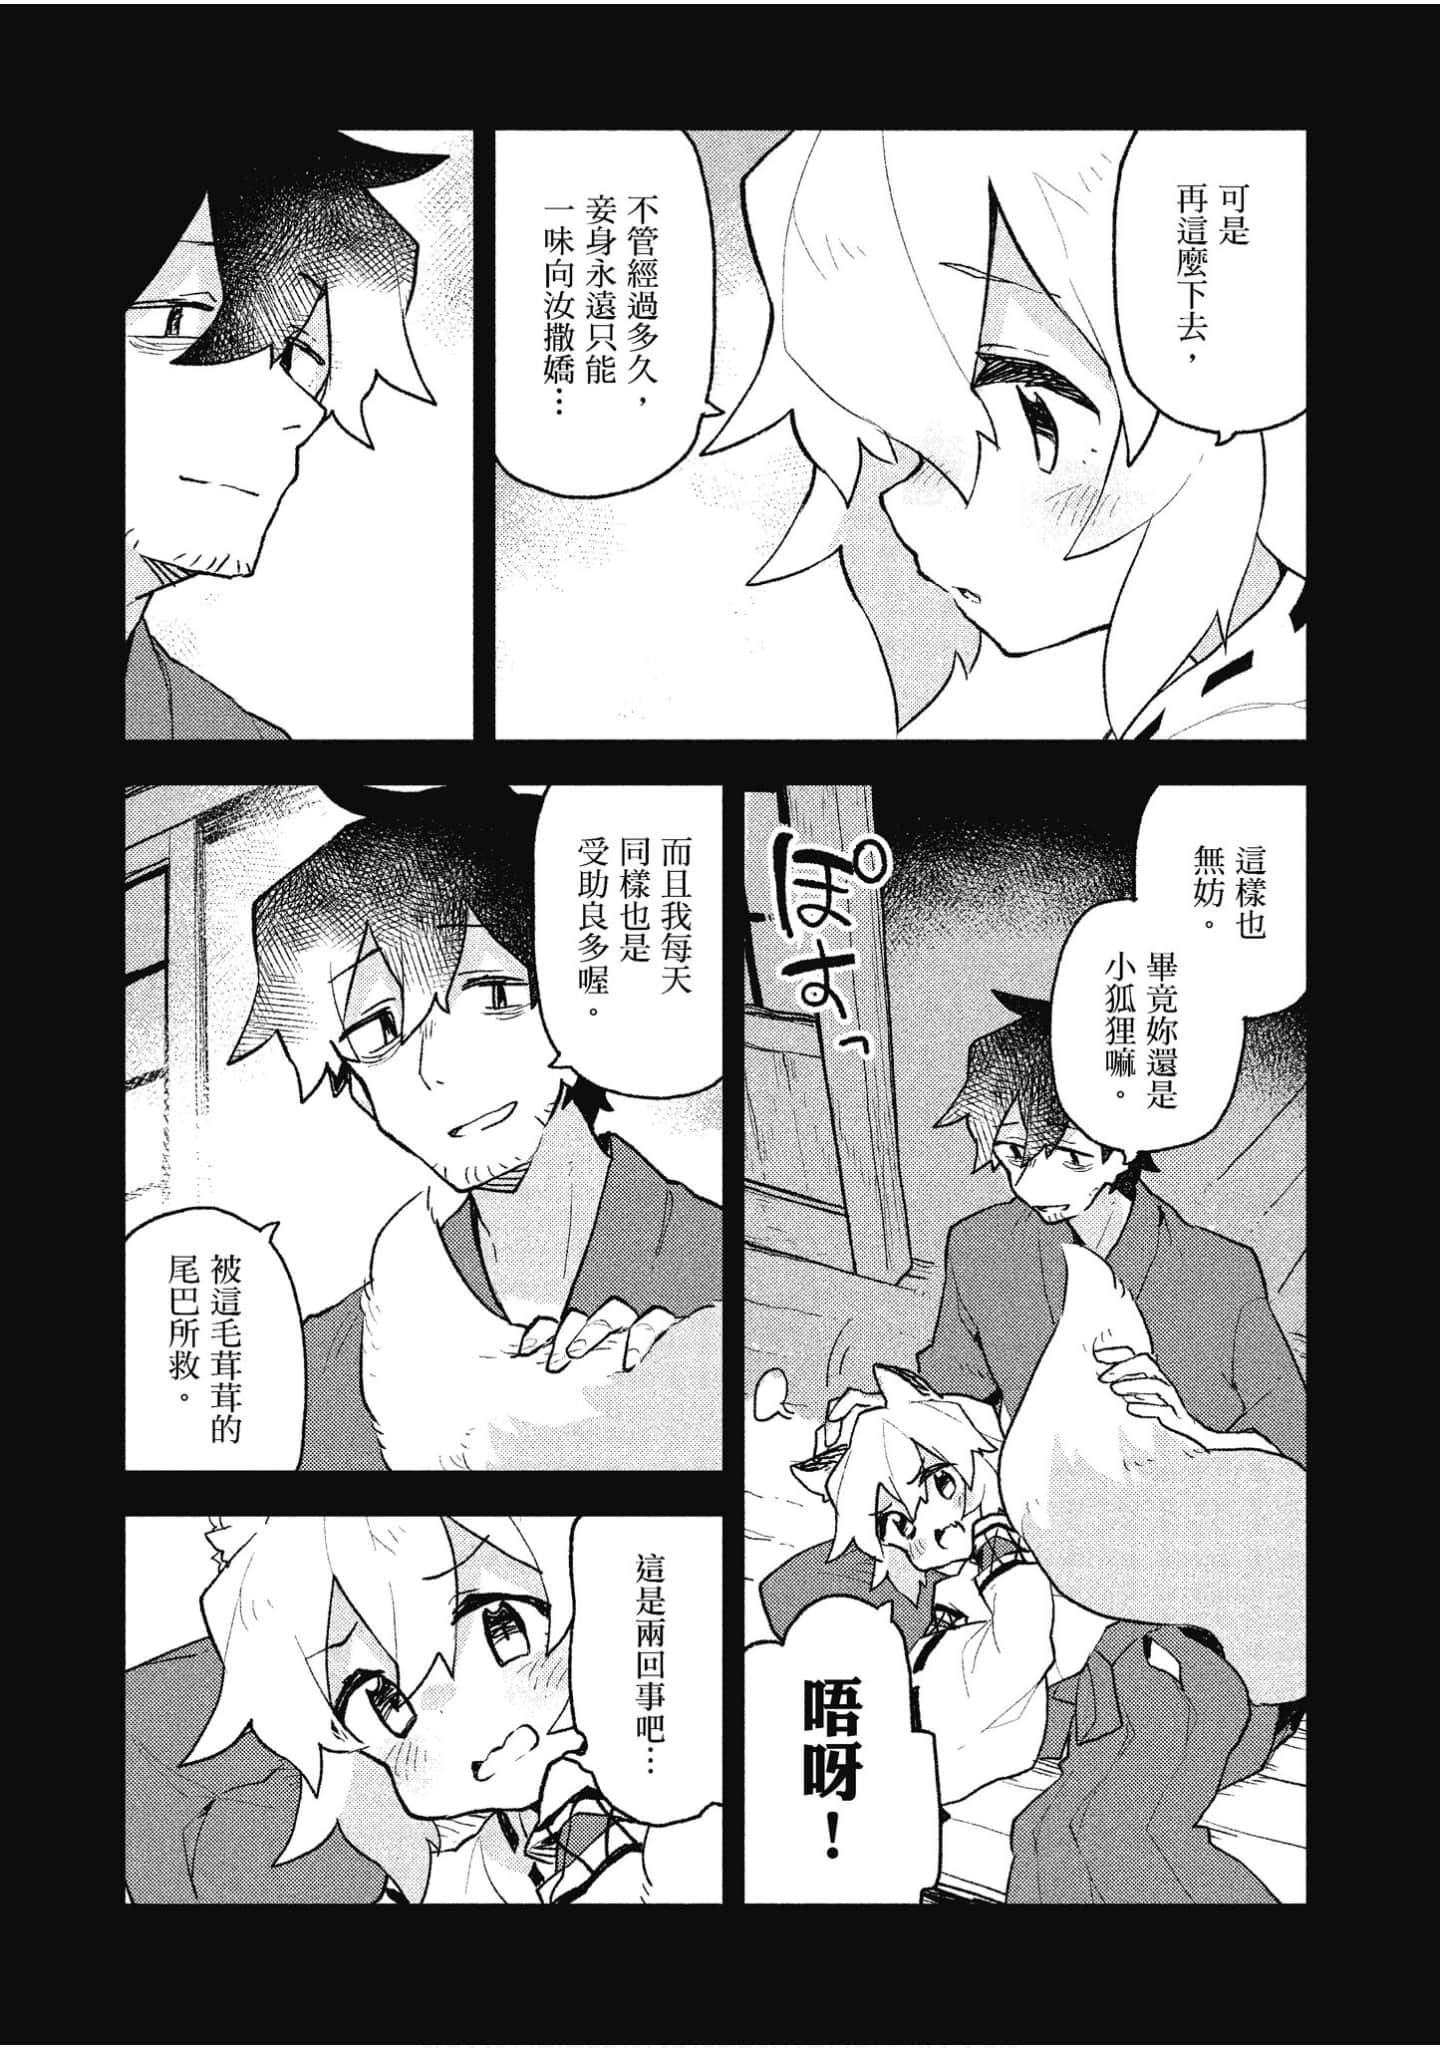 可是
再這麼下去，
不管經過多久，
妾身永遠只能
一味向汝撒嬌…
這樣也
無妨。
畢竟妳還是
小狐狸嘛。
ぽすっ
唔呀！
而且我每天
同樣也是
受助良多喔。
被這毛茸茸的
尾巴所救。
這是兩回事吧…